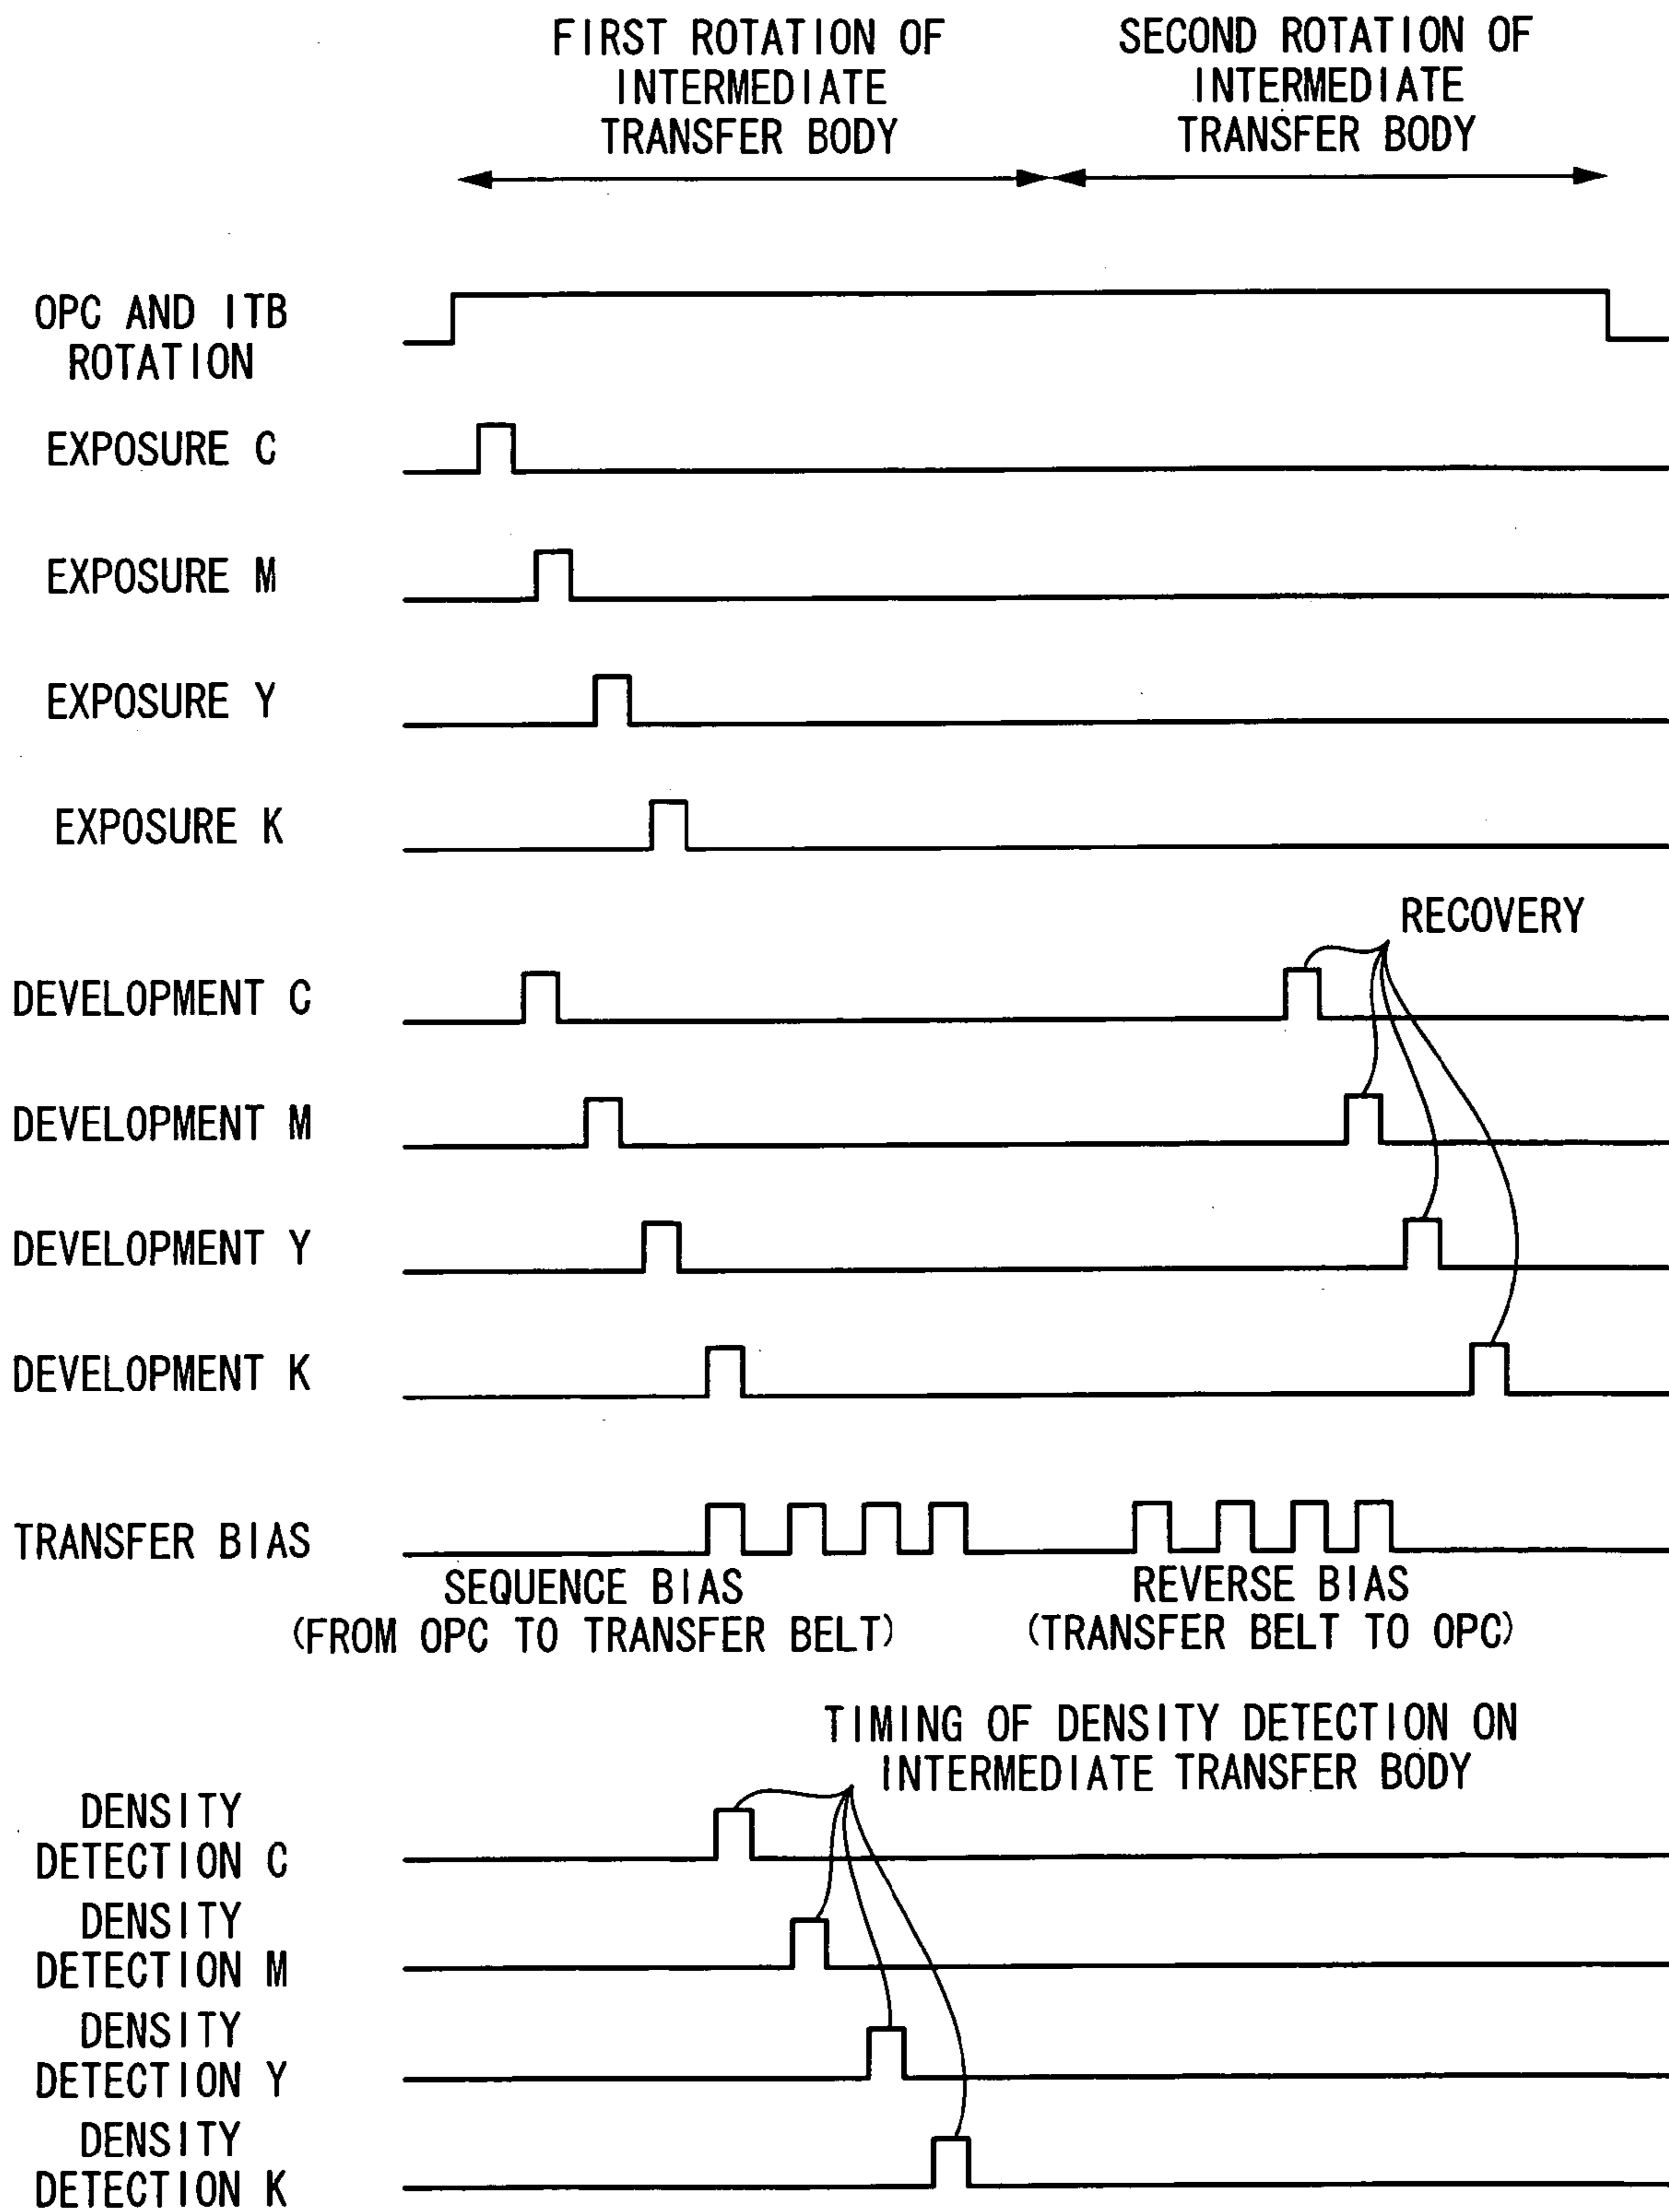 FIRST ROTATION OF
INTERMEDIATE
TRANSFER BODY
SECOND ROTATION OF
INTERMEDIATE
TRANSFER BODY
OPC AND ITB
ROTATION
EXPOSURE C
EXPOSURE M
EXPOSURE Y
EXPOSURE K
RECOVERY
DEVELOPMENT C
DEVELOPMENT M
DEVELOPMENT Y
DEVELOPMENT K
TRANSFER BIAS
SEQUENCE BIAS
(FROM OPC TO TRANSFER BELT)
REVERSE BIAS
(TRANSFER BELT TO OPC)
TIMING OF DENSITY DETECTION ON
INTERMEDIATE TRANSFER BODY
DENSITY
DETECTION C
DENSITY
DETECTION M
DENSITY
DETECTION Y
DENSITY
DETECTION K